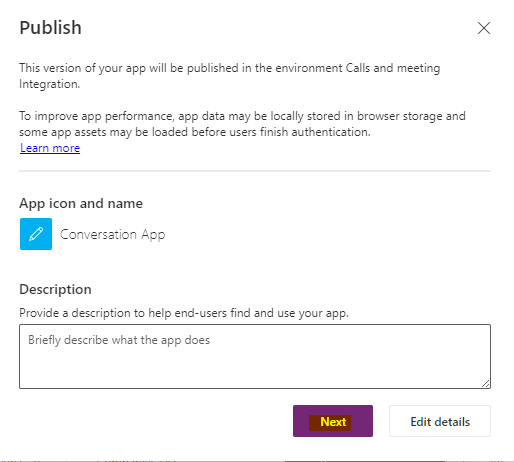 Publish
This version of your app will be published in the environment Calls and meeting
Integration.
To improve app performance, app data may be locally stored in browser storage and
some app assets may be loaded before users finish authentication.
Learn more
App icon and name
Conversation App
Description
Provide a description to help end-users find and use your app.
Briefly describe what the app does
Next
Edit details